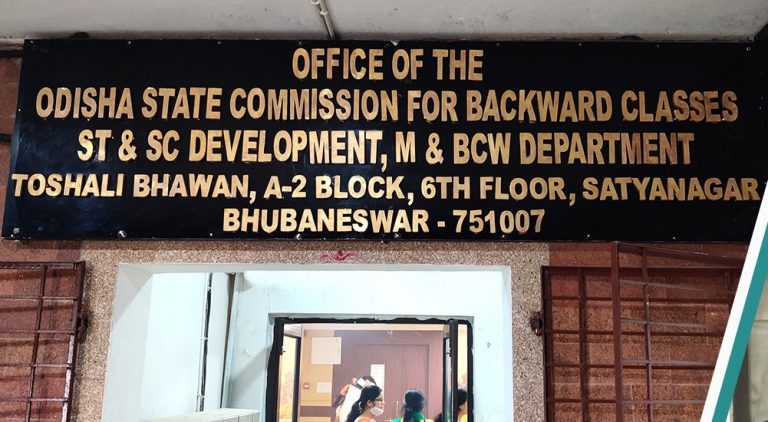 OFFICE OF THE
ODISHA STATE COMMISSION FOR BACKWARD CLASSES
ST & SC DEVELOPMENT, M & BCW DEPARTMENT
TOSHALI BHAWAN, A-2 BLOCK, 6TH FLOOR, SATYANAGAR
BHUBANESWAR - 751007